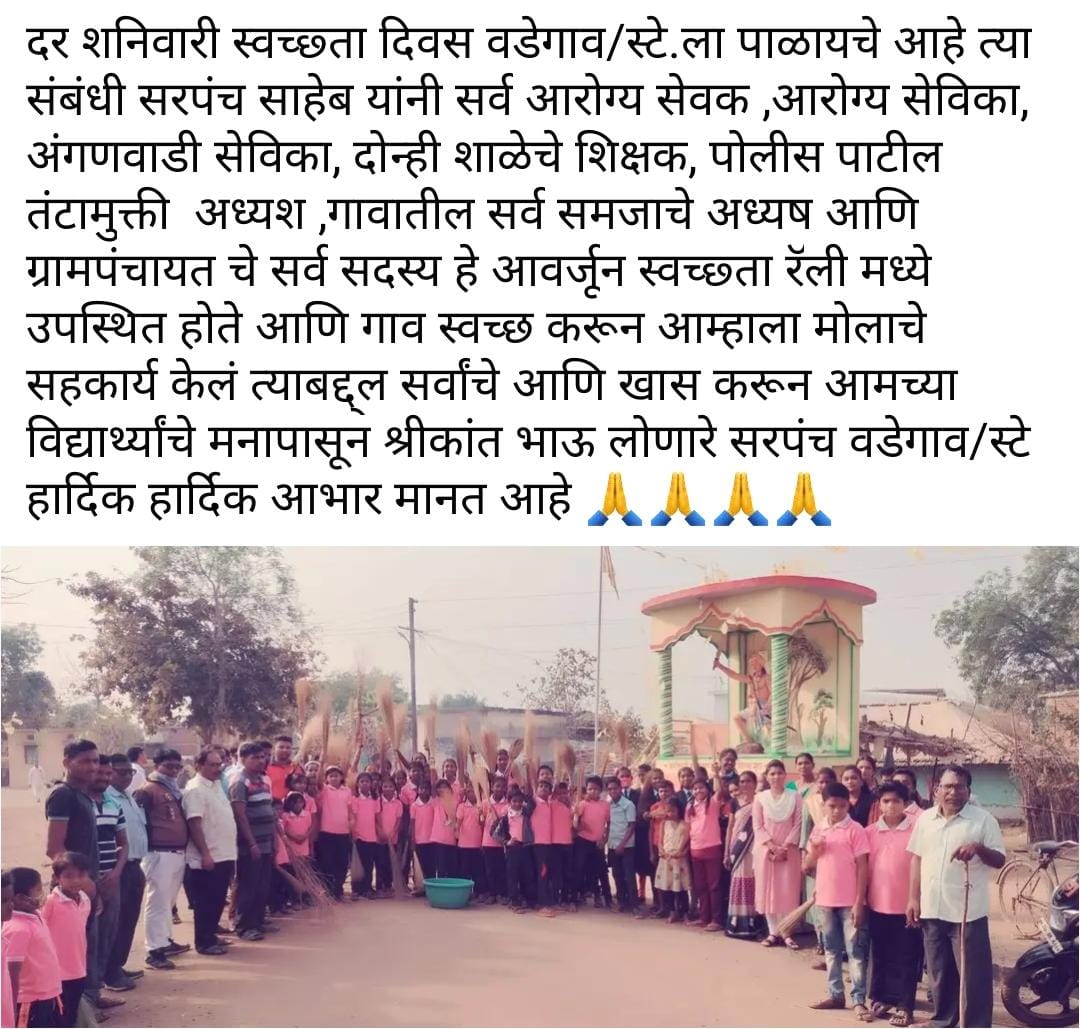 दर शनिवारी स्वच्छता दिवस वडेगाव/स्टे.ला पाळायचे आहे त्या
संबंधी सरपंच साहेब यांनी सर्व आरोग्य सेवक ,आरोग्य सेविका,
अंगणवाडी सेविका, दोन्ही शाळेचे शिक्षक, पोलीस पाटील
तंटामुक्ती अध्यश ,गावातील सर्व समजाचे अध्यष आणि
ग्रामपंचायत चे सर्व सदस्य हे आवर्जून स्वच्छता रॅली मध्ये
उपस्थित होते आणि गाव स्वच्छ करून आम्हाला मोलाचे
सहकार्य केलं त्याबद्द्ल सर्वांचे आणि खास करून आमच्या
विद्यार्थ्यांचे मनापासून श्रीकांत भाऊ लोणारे सरपंच वडेगाव/स्टे
हार्दिक हार्दिक आभार मानत आहे 🙏🙏🙏🙏